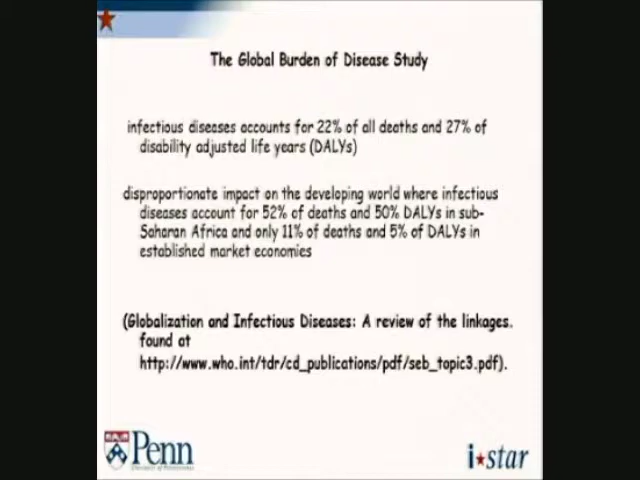 The Global Burden of Disease Study
infectious diseases accounts for 22% of all deaths and 27% of
disability adjusted life years (DALYs)
disproportionate impact on the developing world where infectious
diseases account for 52% of deaths and 50% DALYs in sub-
Saharan Africa and only 11% of deaths and 5% of DALYs in
established market economies
(Globalization and Infectious Diseases: A review of the linkages.
found at
http://www.who.int/tdr/cd_publications/pdf/seb_topic3.pdf).
Penn
University of Pennsylvania
i★star